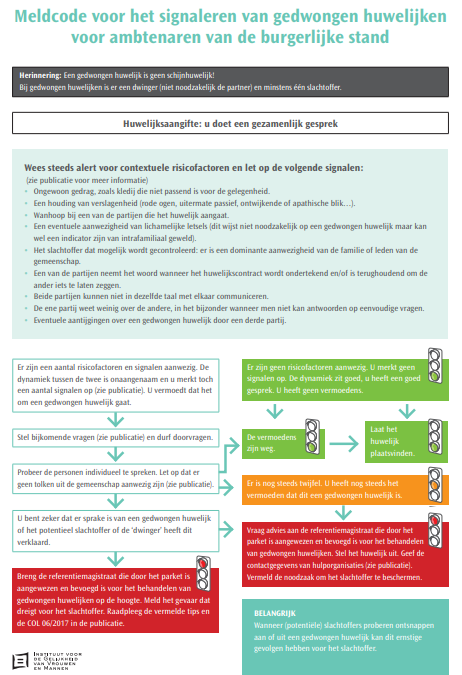 Meldcode voor het signaleren van gedwongen huwelijken
voor ambtenaren van de burgerlijke stand
Herinnering: Een gedwongen huwelijk is geen schijnhuwelijk!
Bij gedwongen huwelijken is er een dwinger (niet noodzakelijk de partner) en minstens één slachtoffer.
Huwelijksaangifte: u doet een gezamenlijk gesprek
Wees steeds alert voor contextuele risicofactoren en let op de volgende signalen:
(zie publicatie voor meer informatie)
• Ongewoon gedrag, zoals kledij die niet passend is voor de gelegenheid.
• Een houding van verslagenheid (rode ogen, uitermate passief, ontwijkende of apathische blik…).
• Wanhoop bij een van de partijen die het huwelijk aangaat.
• Een eventuele aanwezigheid van lichamelijke letsels (dit wijst niet noodzakelijk op een gedwongen huwelijk maar kan
wel een indicator zijn van intrafamiliaal geweld).
• Het slachtoffer dat mogelijk wordt gecontroleerd: er is een dominante aanwezigheid van de familie of leden van de
gemeenschap.
• Een van de partijen neemt het woord wanneer het huwelijkscontract wordt ondertekend en/of is terughoudend om de
ander iets te laten zeggen.
• Beide partijen kunnen niet in dezelfde taal met elkaar communiceren.
• De ene partij weet weinig over de andere, in het bijzonder wanneer men niet kan antwoorden op eenvoudige vragen.
• Eventuele aantijgingen over een gedwongen huwelijk door een derde partij.
Er zijn een aantal risicofactoren en signalen aanwezig. De
dynamiek tussen de twee is onaangenaam en u merkt toch
een aantal signalen op (zie publicatie). U vermoedt dat het
om een gedwongen huwelijk gaat.
Stel bijkomende vragen (zie publicatie) en durf doorvragen.
Probeer de personen individueel te spreken. Let op dat er
geen tolken uit de gemeenschap aanwezig zijn (zie publicatie).
U bent zeker dat er sprake is van een gedwongen huwelijk
of het potentieel slachtoffer of de 'dwinger' heeft dit
verklaard.
Breng de referentiemagistraat die door het parket is
aangewezen en bevoegd is voor het behandelen van
gedwongen huwelijken op de hoogte. Meld het gevaar dat
dreigt voor het slachtoffer. Raadpleeg de vermelde tips en
de COL 06/2017 in de publicatie.
Er zijn geen risicofactoren aanwezig. U merkt geen
signalen op. De dynamiek zit goed, u heeft een goed
gesprek. U heeft geen vermoedens.
De vermoedens
zijn weg.
Laat het
huwelijk
plaatsvinden.
Er is nog steeds twijfel. U heeft nog steeds het
vermoeden dat dit een gedwongen huwelijk is.
Vraag advies aan de referentiemagistraat die door het
parket is aangewezen en bevoegd is voor het behandelen
van gedwongen huwelijken. Stel het huwelijk uit. Geef de
contactgegevens van hulporganisaties (zie publicatie).
Vermeld de noodzaak om het slachtoffer te beschermen.
BELANGRIJK
Wanneer (potentiële) slachtoffers proberen ontsnappen
aan of uit een gedwongen huwelijk kan dit ernstige
gevolgen hebben voor het slachtoffer.
Instituut voor
de Gelijkheid
van Vrouwen
en Mannen